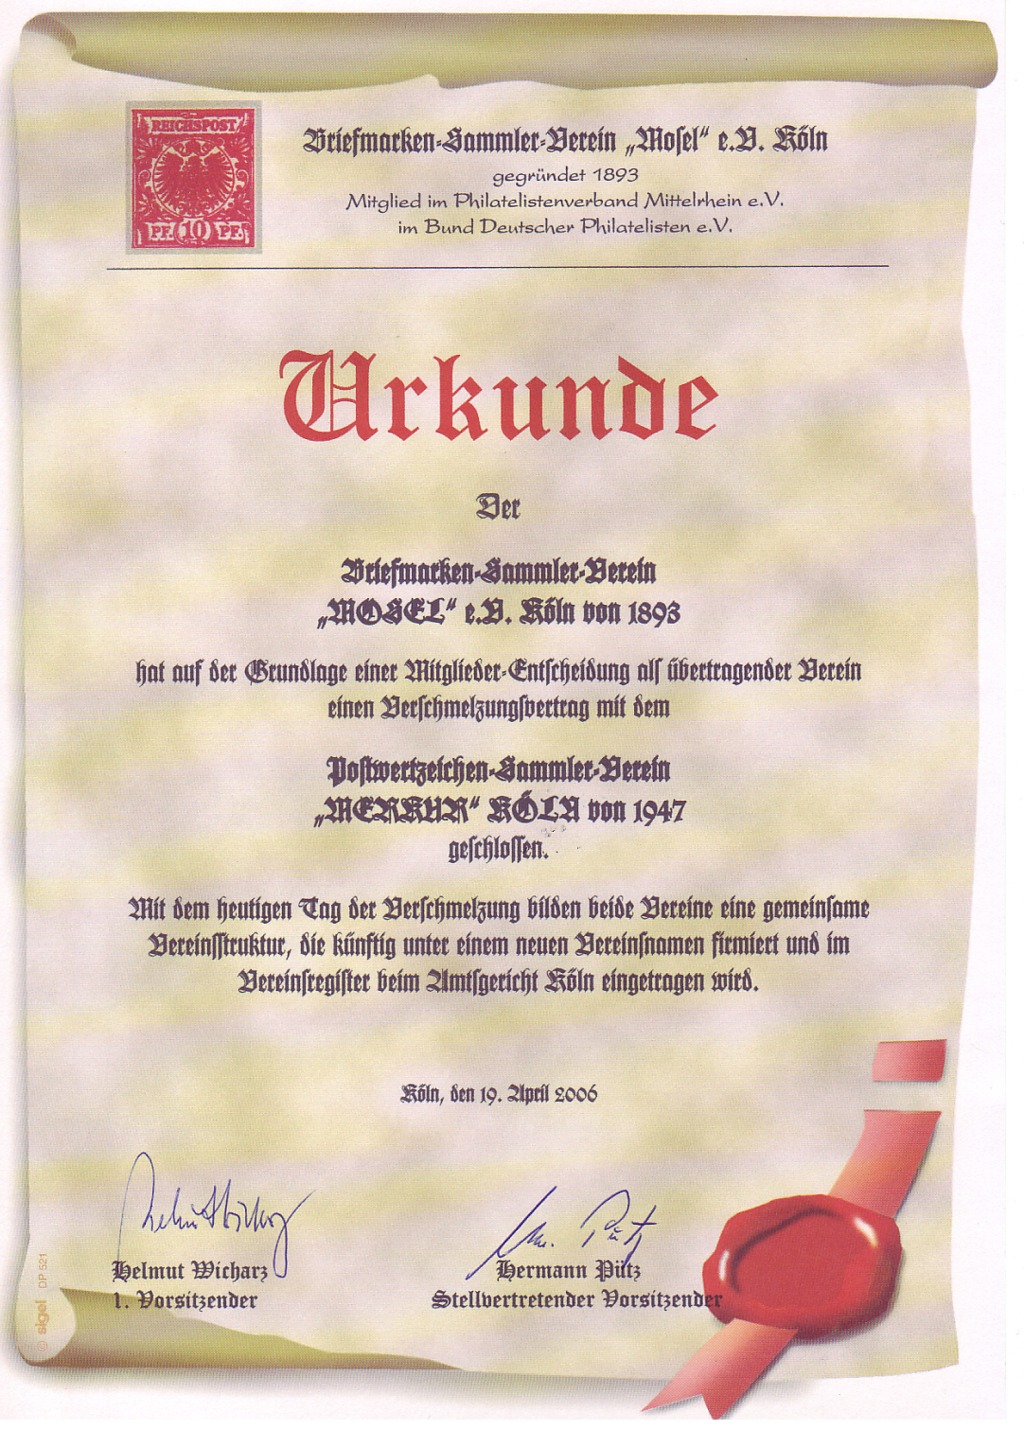 REICHSPOST
PF. 10 PF.
Briefmarken-Sammler-Verein „Mosel“ e.V. Köln
gegründet 1893
Mitglied im Philatelistenverband Mittelrhein e.V.
im Bund Deutscher Philatelisten e.V.
Urkunde
Der
Briefmarken-Sammler-Verein
„MOSEL“ e.V. Köln von 1893
hat auf der Grundlage einer Mitglieder-Entscheidung als übertragender Verein
einen Verschmelzungsvertrag mit dem
Postwertzeichen-Sammler-Verein
„MERKUR“ KÖLN von 1947
geschlossen.
Mit dem heutigen Tag der Verschmelzung bilden beide Vereine eine gemeinsame
Vereinsstruktur, die künftig unter einem neuen Vereinsnamen firmiert und im
Vereinsregister beim Amtsgericht Köln eingetragen wird.
Köln, den 19. April 2006
Helmut Wicharz
Herm. Pütz
Helmut Wicharz
1. Vorsitzender
Hermann Pütz
Stellvertretender Vorsitzender
© sigel DP 521